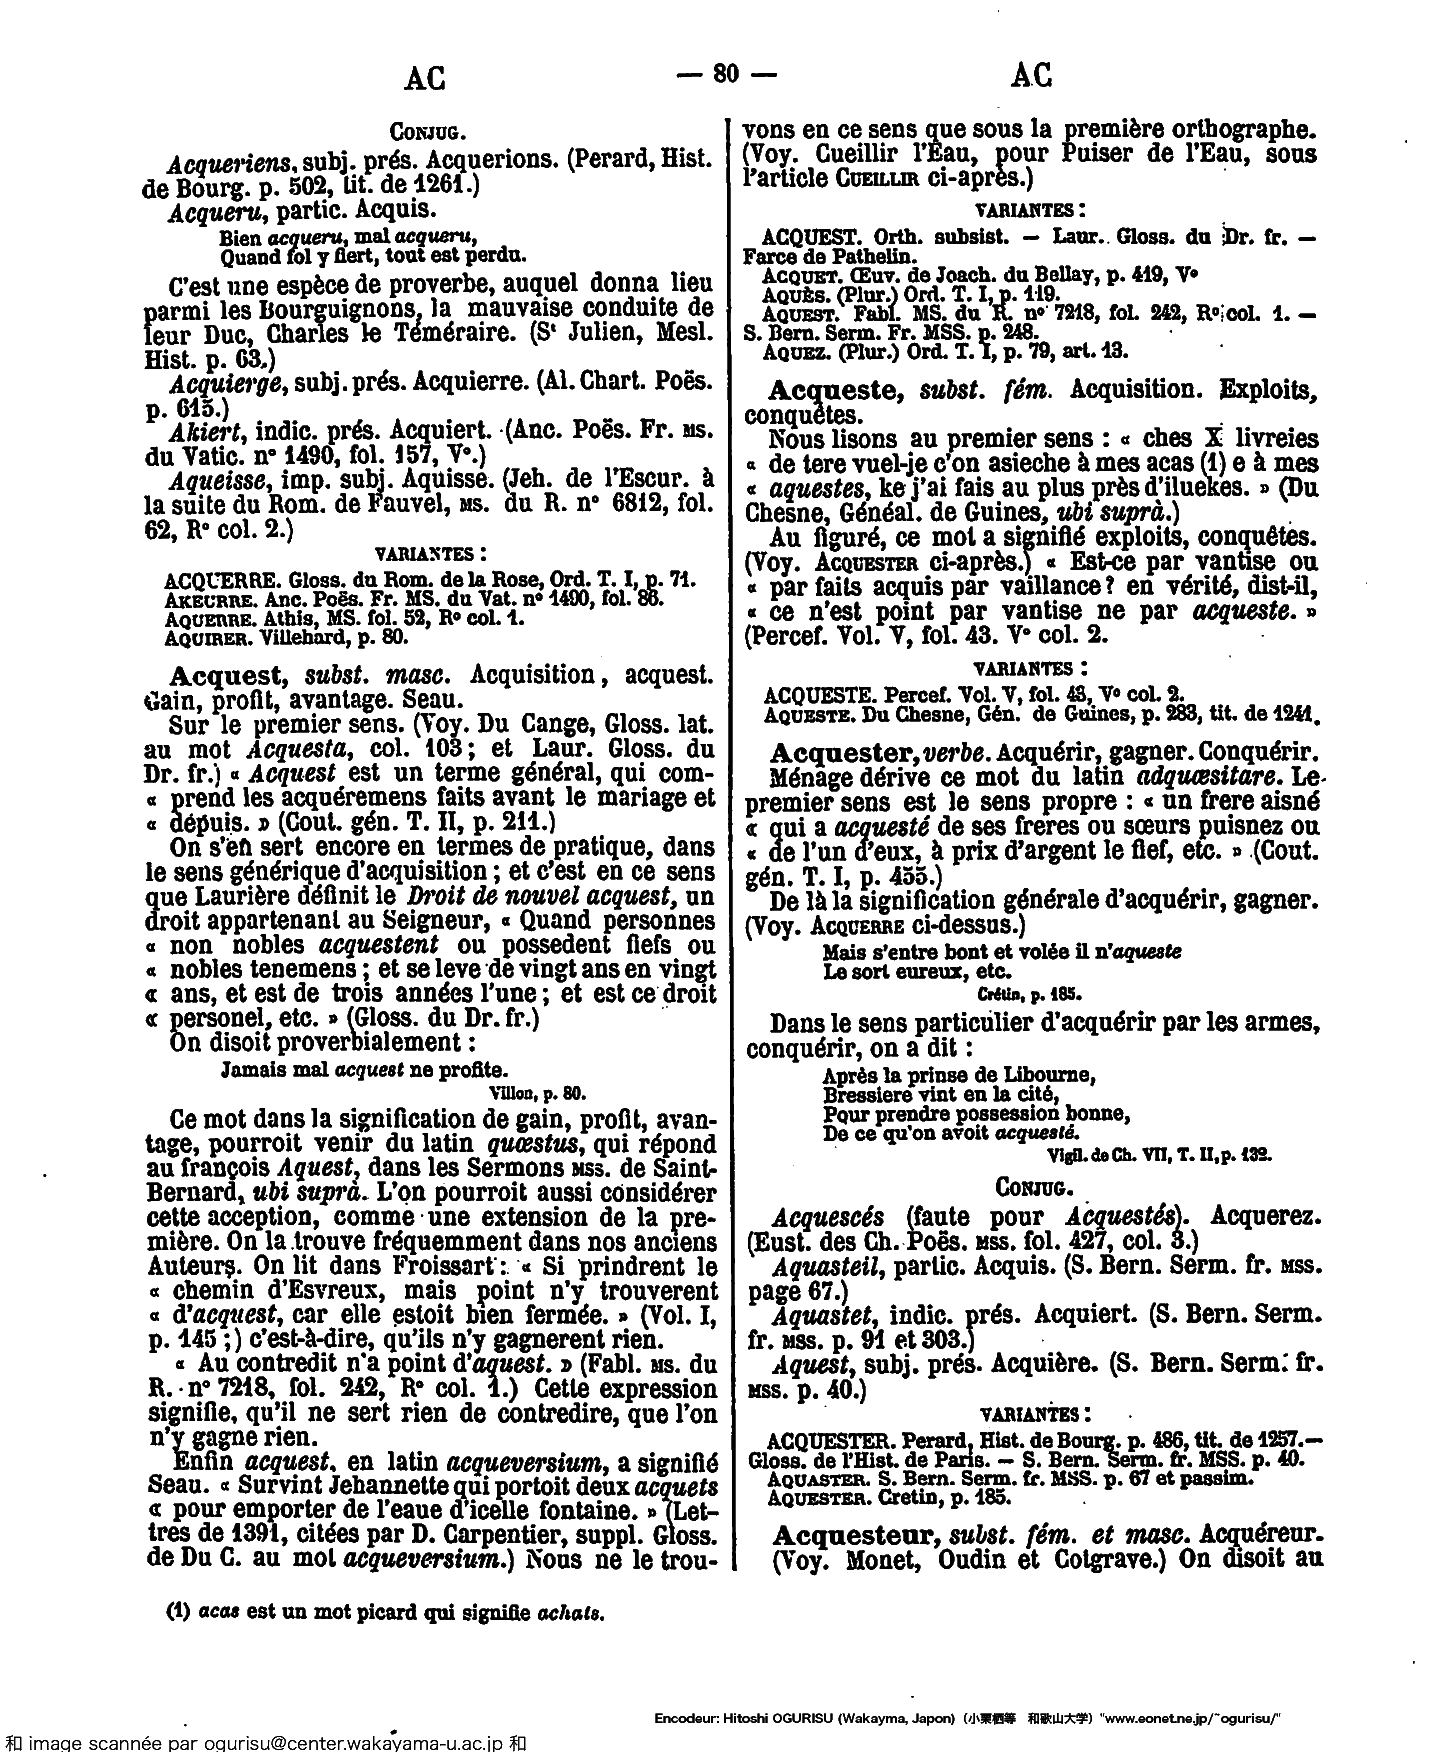 AC
— 80 —
AC
CONJUG.
Acqueriens, subj. prés. Acquerions. (Perard, Hist.
de Bourg. p. 502, tit. de 1261.)
Acqueru, partic. Acquis.
Bien acqueru, mal acqueru,
Quand fol y fiert, tout est perdu.
C'est une espèce de proverbe, auquel donna lieu
parmi les Bourguignons, la mauvaise conduite de
leur Duc, Charles le Téméraire. (St Julien, Mesl.
Hist. p. 63.)
Acquierge, subj. prés. Acquierre. (Al. Chart. Poës.
p. 615.)
Akiert, indic. prés. Acquiert. (Anc. Poës. Fr. MS.
du Vatic. n° 1490, fol. 157, V°.)
Aqueisse, imp. subj. Aquisse. (Jeh. de l'Escur. à
la suite du Rom. de Fauvel, MS. du R. n° 6812, fol.
62, R° col. 2.)
VARIANTES :
ACQUERRE. Gloss. du Rom. de la Rose, Ord. T. I, p. 71.
AKEURRE. Anc. Poës. Fr. MS. du Vat. n° 1490, fol. 86.
AQUERRE. Athis, MS. fol. 52, R° col. 1.
AQUIRER. Villehard, p. 80.
Acquest, subst. masc. Acquisition, acquest.
Gain, profit, avantage. Seau.
Sur le premier sens. (Voy. Du Cange, Gloss. lat.
au mot Acquesta, col. 103 ; et Laur. Gloss. du
Dr. fr.) « Acquest est un terme général, qui com-
« prend les acquéremens faits avant le mariage et
« dépuis. » (Cout. gén. T. II, p. 211.)
On s'en sert encore en termes de pratique, dans
le sens générique d'acquisition ; et c'est en ce sens
que Laurière définit le Droit de nouvel acquest, un
droit appartenant au Seigneur, « Quand personnes
« non nobles acquestent ou possedent fiefs ou
« nobles tenemens ; et se leve de vingt ans en vingt
« ans, et est de trois années l'une ; et est ce droit
« personel, etc. » (Gloss. du Dr. fr.)
On disoit proverbialement :
Jamais mal acquest ne profite.
Villon, p. 80.
Ce mot dans la signification de gain, profit, avan-
tage, pourroit venir du latin quæstus, qui répond
au françois Aquest, dans les Sermons MSS. de Saint-
Bernard, ubi suprà. L'on pourroit aussi considérer
cette acception, comme une extension de la pre-
mière. On la trouve fréquemment dans nos anciens
Auteurs. On lit dans Froissart : « Si prindrent le
« chemin d'Esvreux, mais point n'y trouverent
« d'acquest, car elle estoit bien fermée. » (Vol. I,
p. 145 ;) c'est-à-dire, qu'ils n'y gagnerent rien.
« Au contredit n'a point d'aquest. » (Fabl. MS. du
R. n° 7218, fol. 242, R° col. 1.) Cette expression
signifie, qu'il ne sert rien de contredire, que l'on
n'y gagne rien.
Enfin acquest, en latin acqueversium, a signifié
Seau. « Survint Jehannette qui portoit deux acquets
« pour emporter de l'eaue d'icelle fontaine. » (Let-
tres de 1391, citées par D. Carpentier, suppl. Gloss.
de Du C. au mot acqueversium.) Nous ne le trou-
vons en ce sens que sous la première orthographe.
(Voy. Cueillir l'Eau, pour Puiser de l'Eau, sous
l'article CUEILLIR ci-après.)
VARIANTES :
ACQUEST. Orth. subsist. — Laur. Gloss. du Dr. fr. —
Farce de Pathelin.
ACQUET. Œuv. de Joach. du Bellay, p. 419, V°
AQUÈS. (Plur.) Ord. T. I, p. 119.
AQUEST. Fabl. MS. du R. n° 7218, fol. 242, R° col. 1. —
S. Bern. Serm. Fr. MSS. p. 248.
AQUEZ. (Plur.) Ord. T. I, p. 79, art. 13.
Acqueste, subst. fém. Acquisition. Exploits,
conquêtes.
Nous lisons au premier sens : « ches X livreies
« de tere vuel-je c'on asieche à mes acas (1) e à mes
« aquestes, ke j'ai fais au plus près d'iluekes. » (Du
Chesne, Généal. de Guines, ubi suprà.)
Au figuré, ce mot a signifié exploits, conquêtes.
(Voy. ACQUESTER ci-après.) « Est-ce par vantise ou
« par faits acquis par vaillance ? en vérité, dist-il,
« ce n'est point par vantise ne par acqueste. »
(Percef. Vol. V, fol. 43. V° col. 2.
VARIANTES :
ACQUESTE. Percef. Vol. V, fol. 43, V° col. 2.
AQUESTE. Du Chesne, Gén. de Guines, p. 283, tit. de 1241.
Acquester, verbe. Acquérir, gagner. Conquérir.
Ménage dérive ce mot du latin adquæsitare. Le
premier sens est le sens propre : « un frere aisné
« qui a acquesté de ses freres ou sœurs puisnez ou
« de l'un d'eux, à prix d'argent le fief, etc. » (Cout.
gén. T. I, p. 455.)
De là la signification générale d'acquérir, gagner.
(Voy. ACQUERRE ci-dessus.)
Mais s'entre bont et volée il n'aqueste
Le sort eureux, etc.
Crétin, p. 185.
Dans le sens particulier d'acquérir par les armes,
conquérir, on a dit :
Après la prinse de Libourne,
Bressiere vint en la cité,
Pour prendre possession bonne,
De ce qu'on avoit acquesté.
Vigil. de Ch. VII, T. II, p. 132.
CONJUG.
Acquescés (faute pour Acquestés). Acquerez.
(Eust. des Ch. Poës. MSS. fol. 427, col. 3.)
Aquasteil, partic. Acquis. (S. Bern. Serm. fr. MSS.
page 67.)
Aquastet, indic. prés. Acquiert. (S. Bern. Serm.
fr. MSS. p. 91 et 303.)
Aquest, subj. prés. Acquière. (S. Bern. Serm. fr.
MSS. p. 40.)
VARIANTES :
ACQUESTER. Perard, Hist. de Bourg. p. 486, tit. de 1257. —
Gloss. de l'Hist. de Paris. — S. Bern. Serm. fr. MSS. p. 40.
AQUASTER. S. Bern. Serm. fr. MSS. p. 67 et passim.
AQUESTER. Cretin, p. 185.
Acquesteur, subst. fém. et masc. Acquéreur.
(Voy. Monet, Oudin et Cotgrave.) On disoit au
(1) acas est un mot picard qui signifie achats.
Encodeur: Hitoshi OGURISU (Wakayma, Japon) (小栗栖等 和歌山大学) "www.eonet.ne.jp/~ogurisu/"
和 image scannée par ogurisu@center.wakayama-u.ac.jp 和